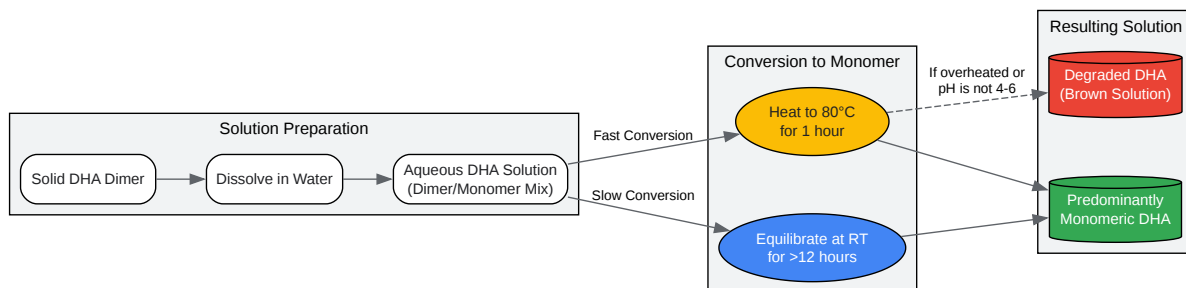 Solution Preparation
Solid DHA Dimer
Dissolve in Water
Aqueous DHA Solution
(Dimer/Monomer Mix)
Fast Conversion
Slow Conversion
Conversion to Monomer
Heat to 80°C
for 1 hour
Equilibrate at RT
for >12 hours
If overheated or
pH is not 4-6
Resulting Solution
Degraded DHA
(Brown Solution)
Predominantly
Monomeric DHA